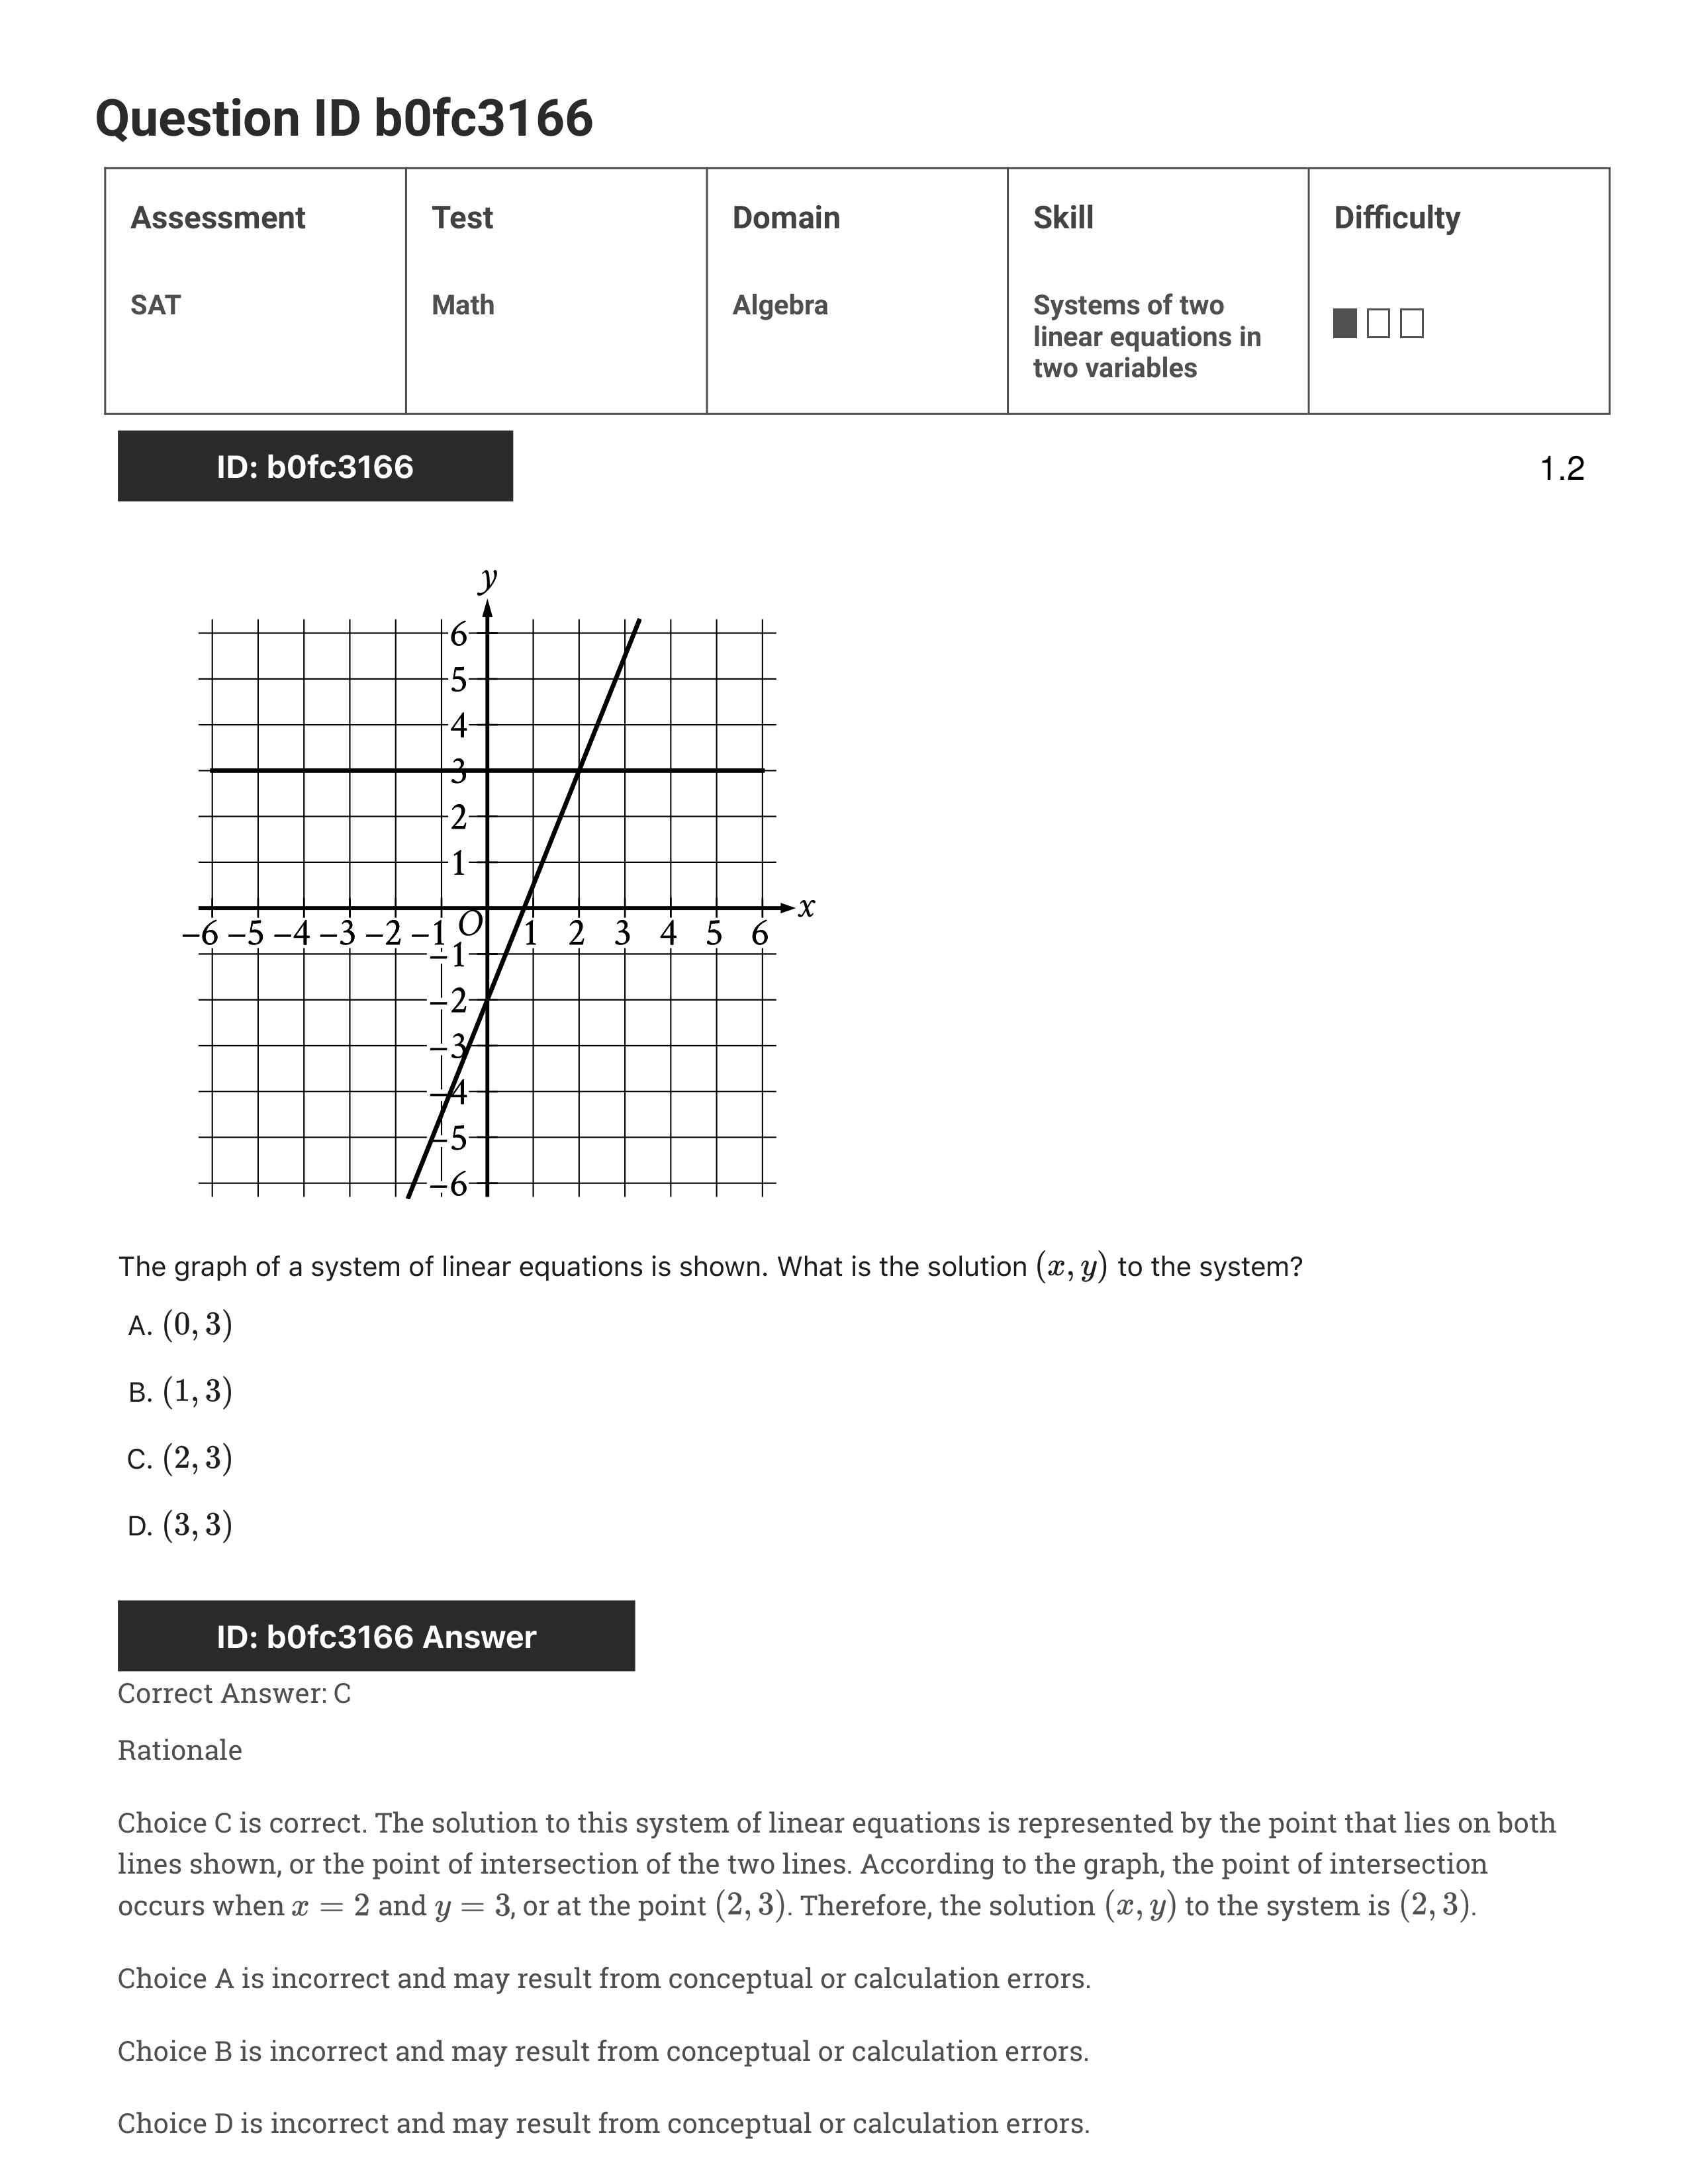 Question ID b0fc3166
Assessment
Test
Domain
Skill
Difficulty
SAT
Math
Algebra
Systems of two
linear equations in
two variables
ID: b0fc3166
1.2
y
6
5
4
3
2
1
x
−6 −5 −4 −3 −2 −1 O 1 2 3 4 5 6
−1
−2
−3
−4
−5
−6
The graph of a system of linear equations is shown. What is the solution (x, y) to the system?
A. (0, 3)
B. (1, 3)
C. (2, 3)
D. (3, 3)
ID: b0fc3166 Answer
Correct Answer: C
Rationale
Choice C is correct. The solution to this system of linear equations is represented by the point that lies on both
lines shown, or the point of intersection of the two lines. According to the graph, the point of intersection
occurs when x = 2 and y = 3, or at the point (2, 3). Therefore, the solution (x, y) to the system is (2, 3).
Choice A is incorrect and may result from conceptual or calculation errors.
Choice B is incorrect and may result from conceptual or calculation errors.
Choice D is incorrect and may result from conceptual or calculation errors.